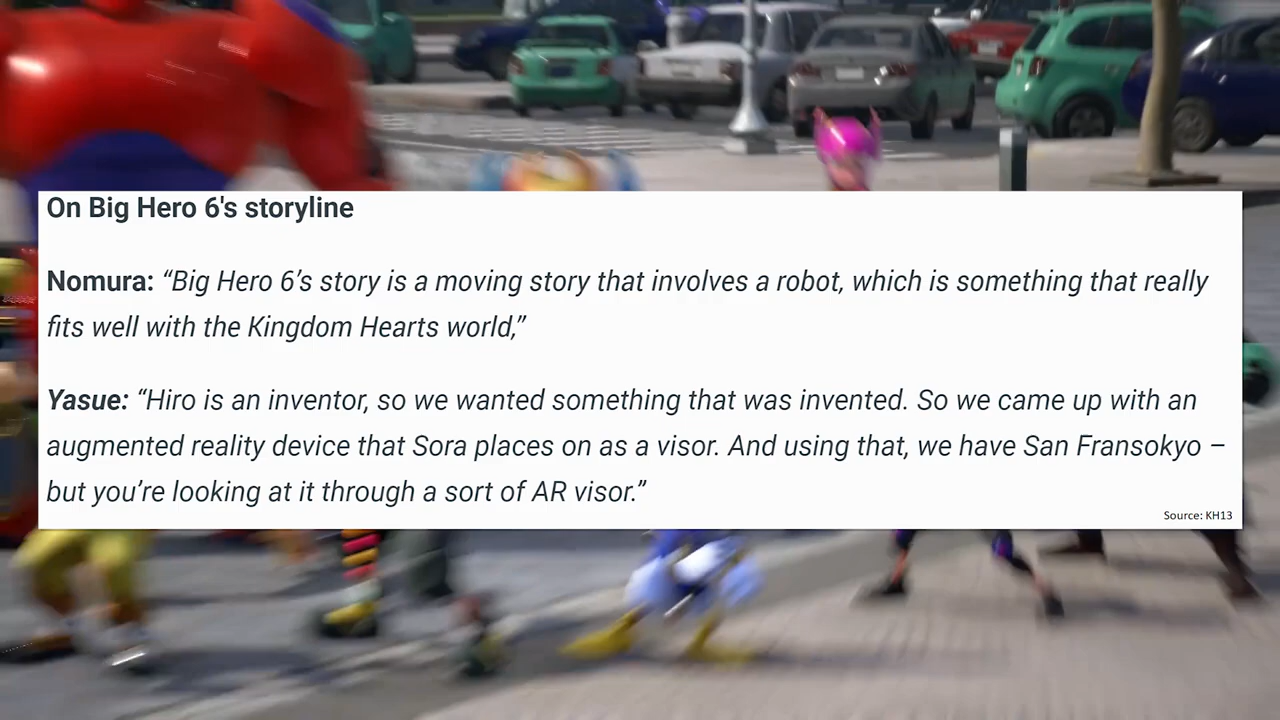 On Big Hero 6's storyline
Nomura: “Big Hero 6’s story is a moving story that involves a robot, which is something that really
fits well with the Kingdom Hearts world,”
Yasue: “Hiro is an inventor, so we wanted something that was invented. So we came up with an
augmented reality device that Sora places on as a visor. And using that, we have San Fransokyo –
but you’re looking at it through a sort of AR visor.”
Source: KH13